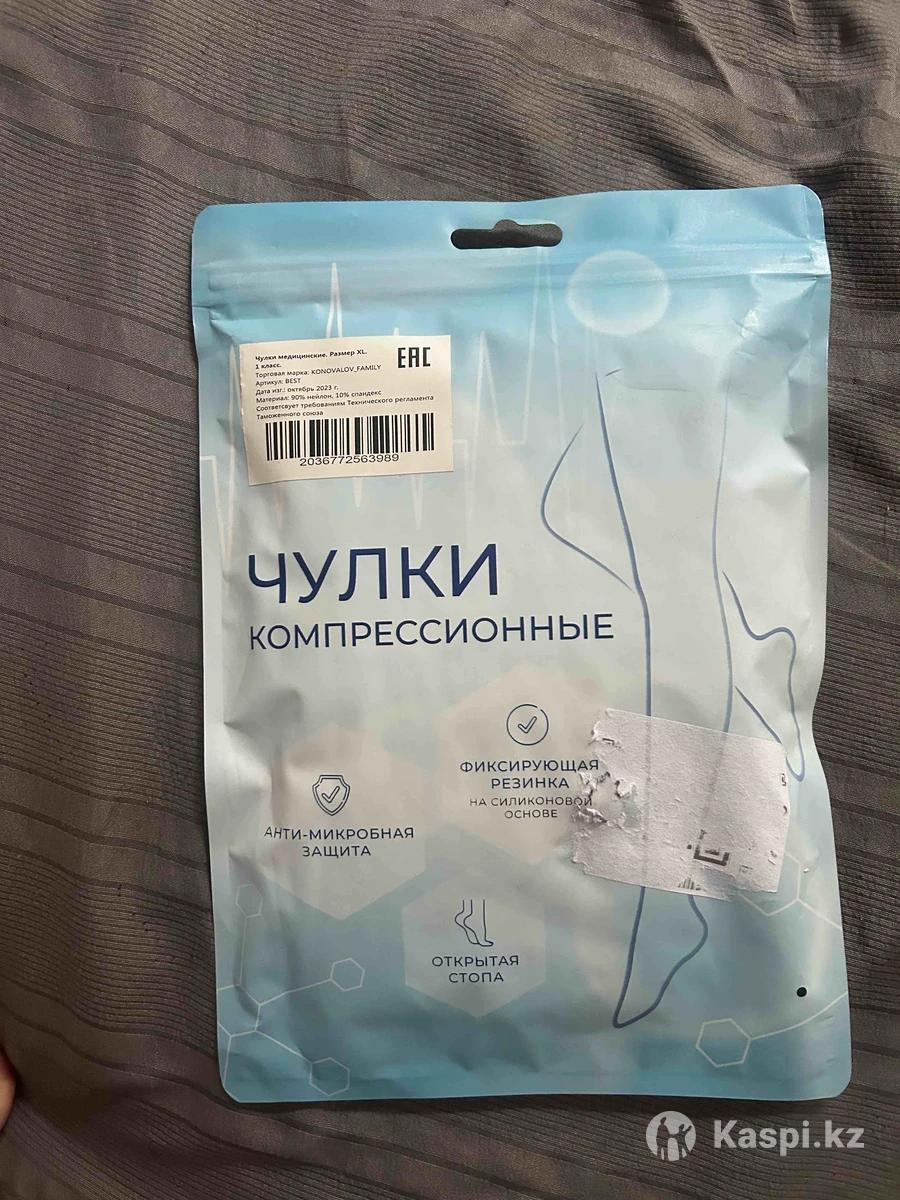 Чулки медицинские. Размер XL.
1 класс.
Торговая марка: KONOVALOV_FAMILY
Артикул: BEST
Дата изг.: октябрь 2023 г.
Материал: 90% нейлон, 10% спандекс
Соответсвует требованиям Технического регламента
Таможенного союза
EAC
2036772563989
ЧУЛКИ
КОМПРЕССИОННЫЕ
ФИКСИРУЮЩАЯ
РЕЗИНКА
НА СИЛИКОНОВОЙ
ОСНОВЕ
АНТИ-МИКРОБНАЯ
ЗАЩИТА
ОТКРЫТАЯ
СТОПА
Kaspi.kz